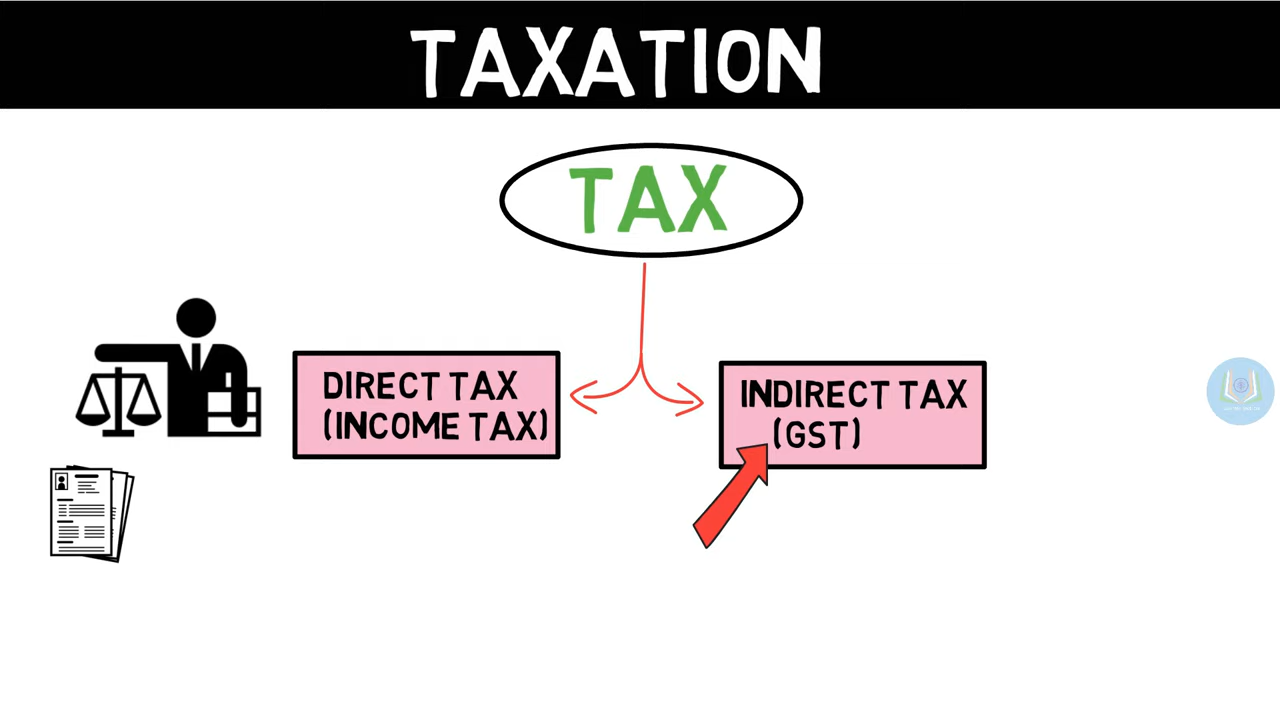 TAXATION
TAX
DIRECT TAX
(INCOME TAX)
INDIRECT TAX
(GST)